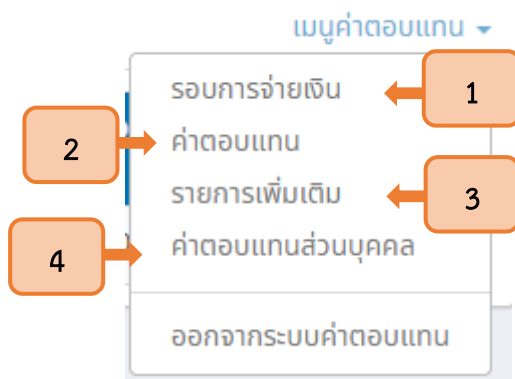 เมนูค่าตอบแทน
รอบการจ่ายเงิน
1
2
ค่าตอบแทน
รายการเพิ่มเติม
3
4
ค่าตอบแทนส่วนบุคคล
ออกจากระบบค่าตอบแทน